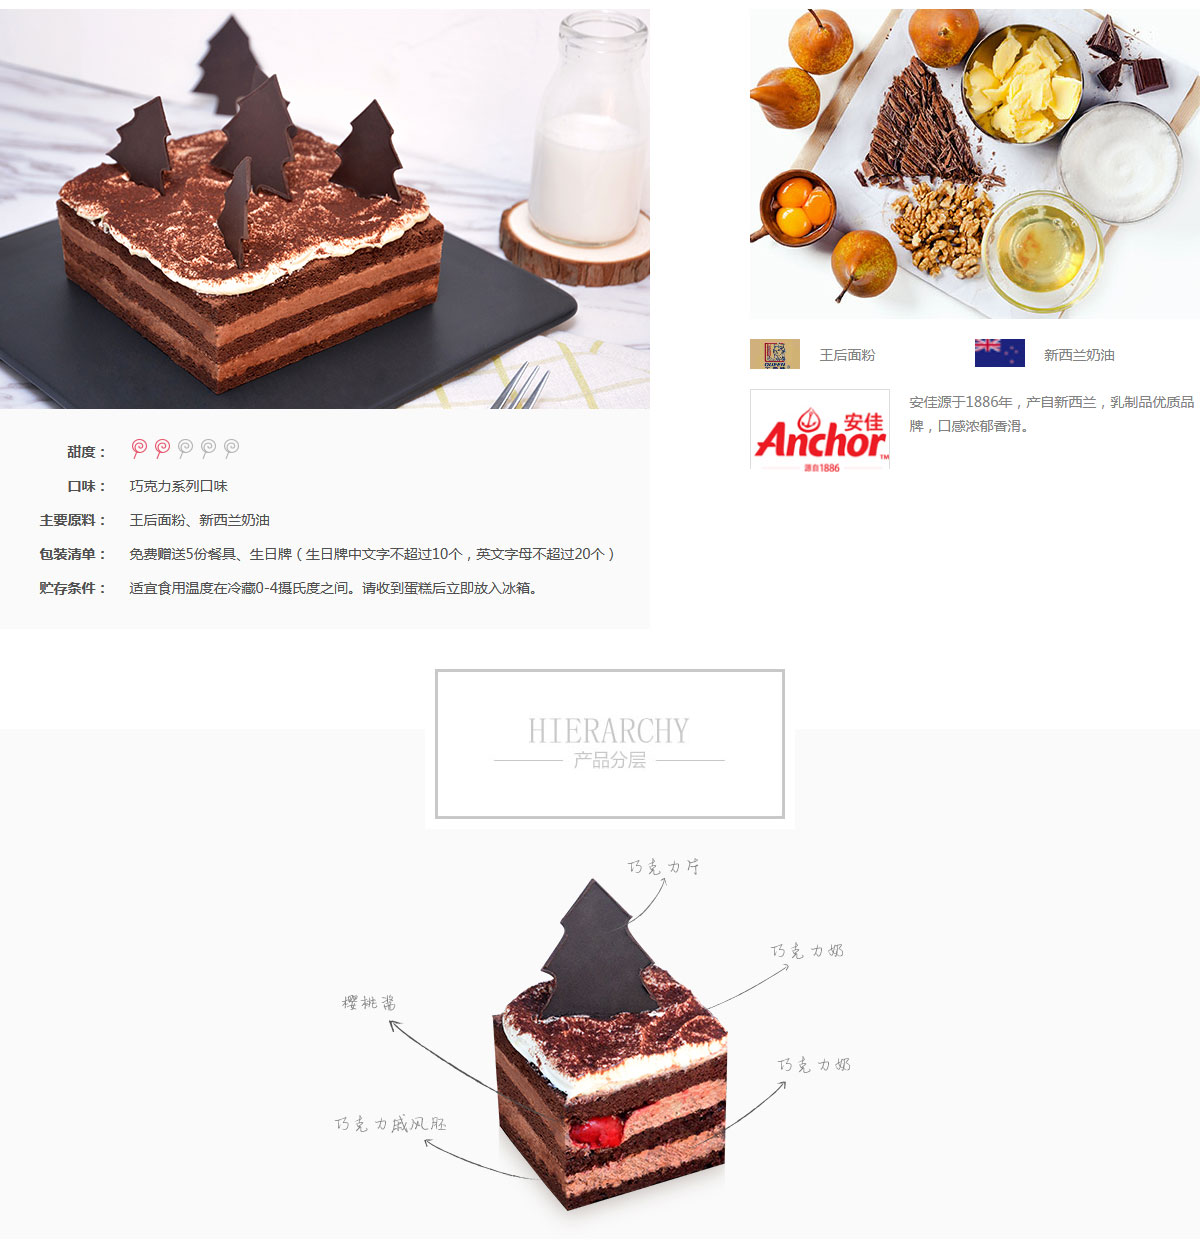 甜度：
口味： 巧克力系列口味
主要原料： 王后面粉、新西兰奶油
包装清单： 免费赠送5份餐具、生日牌（生日牌中文字不超过10个，英文字母不超过20个）
贮存条件： 适宜食用温度在冷藏0-4摄氏度之间。请收到蛋糕后立即放入冰箱。
王后面粉
新西兰奶油
安佳
Anchor™
源自1886
安佳源于1886年，产自新西兰，乳制品优质品
牌，口感浓郁香滑。
HIERARCHY
产品分层
巧克力片
巧克力奶
樱桃酱
巧克力奶
巧克力戚风胚